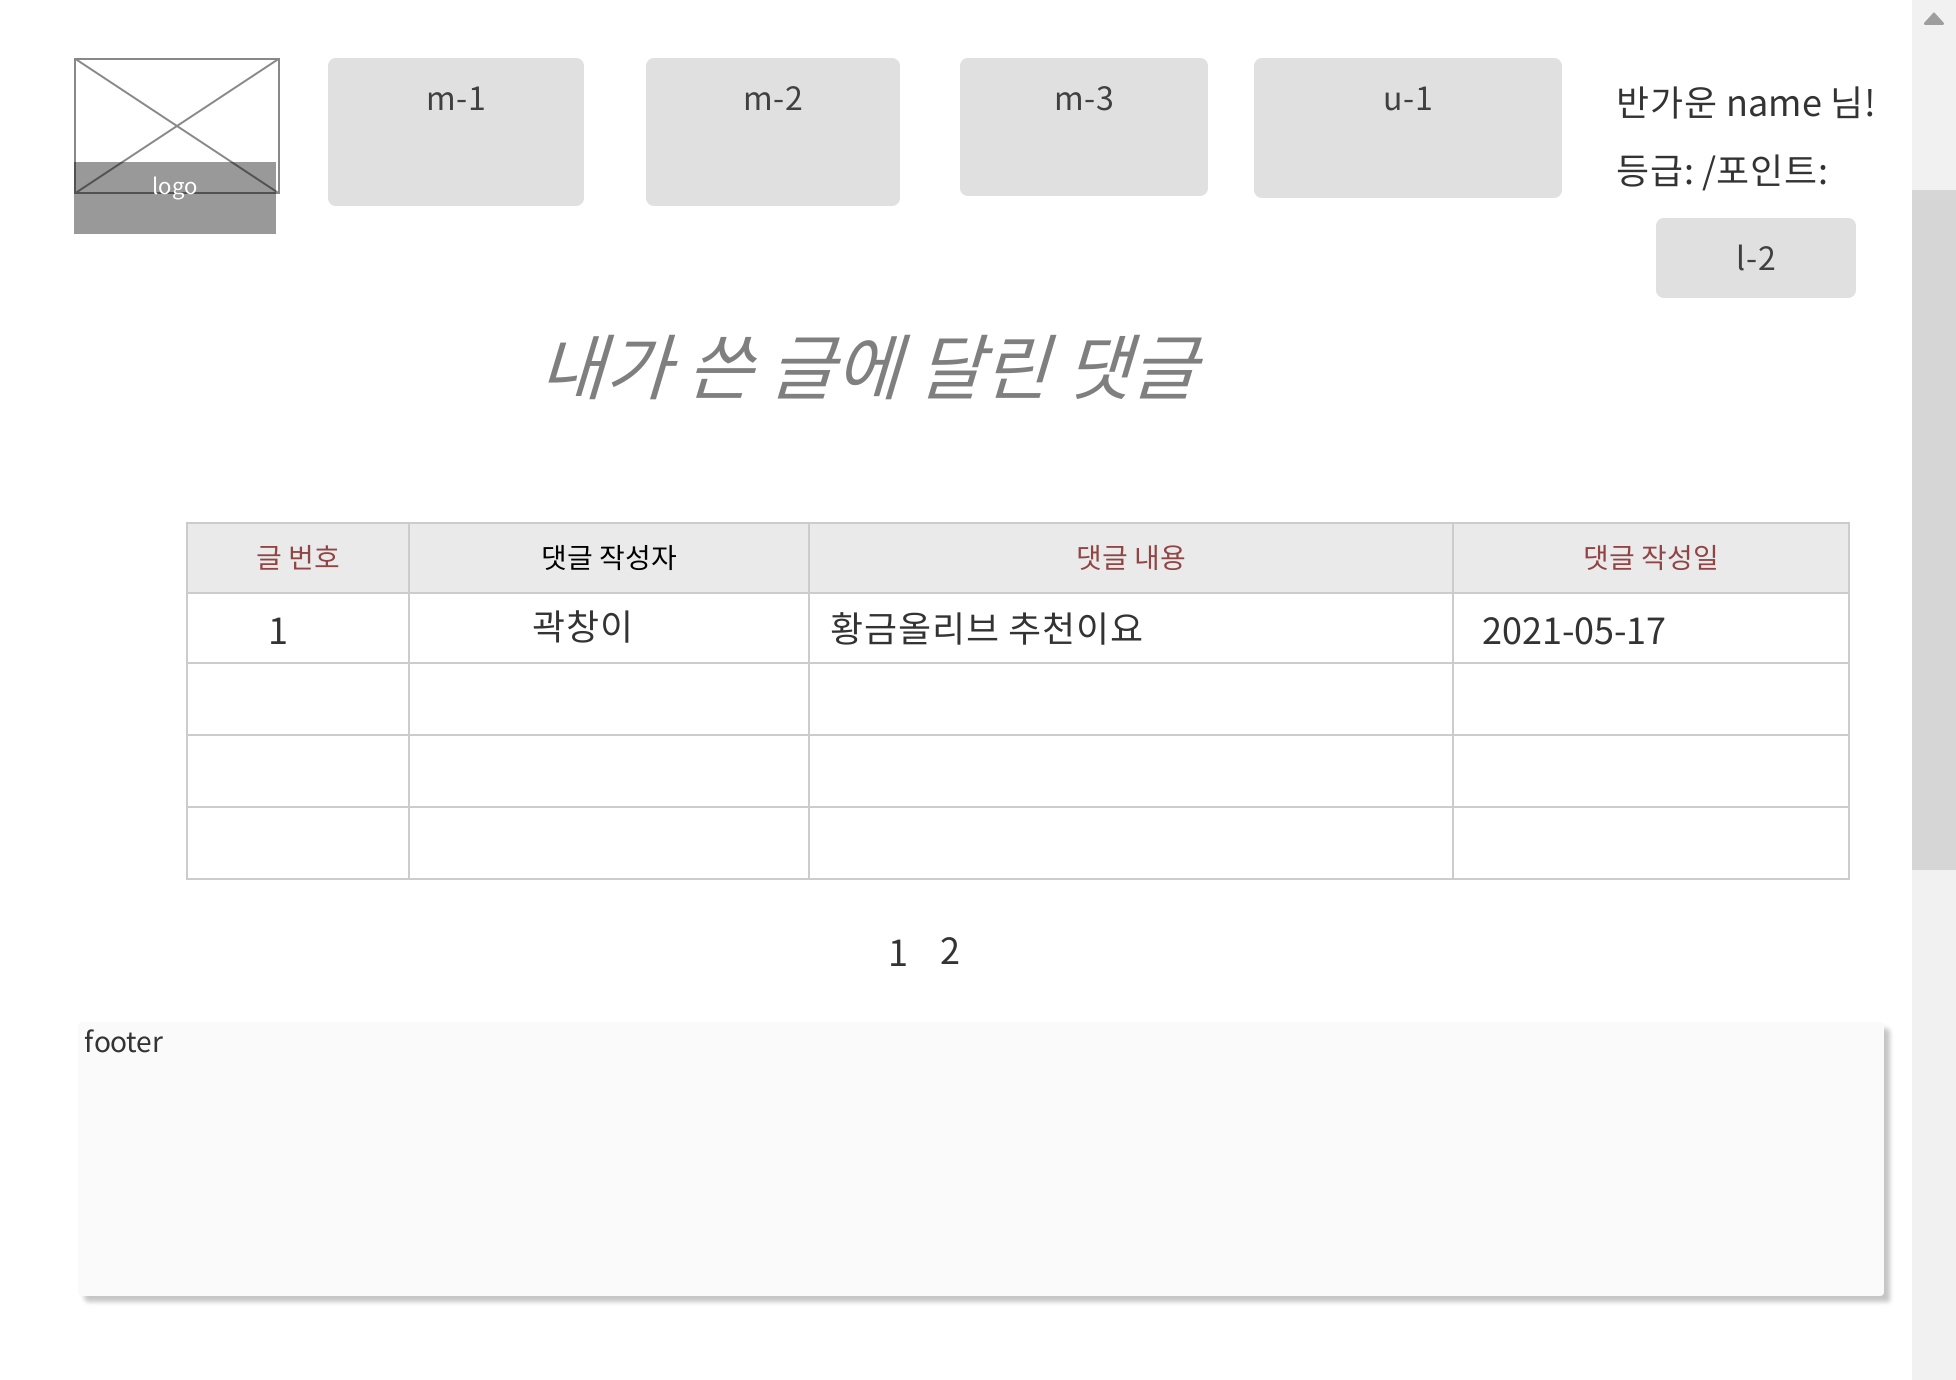 logo
m-1
m-2
m-3
u-1
반가운 name 님!
등급: /포인트:
l-2
내가 쓴 글에 달린 댓글
글 번호 댓글 작성자 댓글 내용 댓글 작성일
1 곽창이 황금올리브 추천이요 2021-05-17
1 2
footer